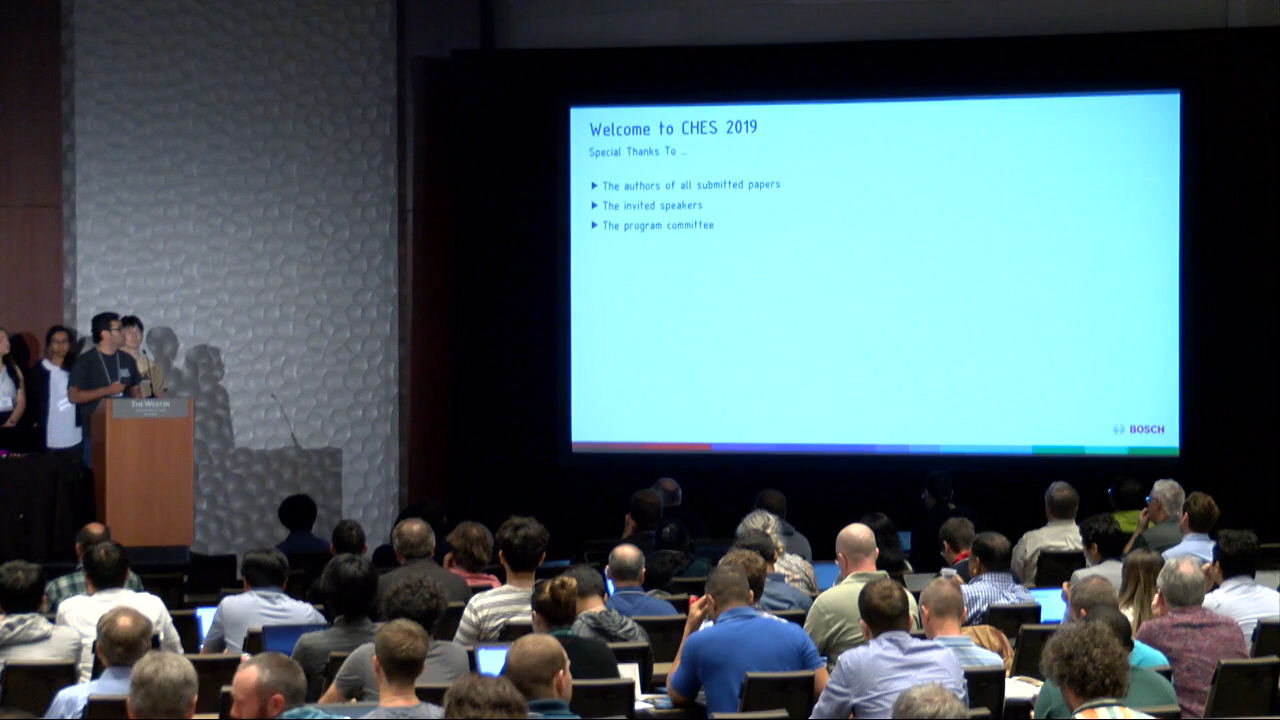 Welcome to CHES 2019
Special Thanks To ...
The authors of all submitted papers
The invited speakers
The program committee
BOSCH
THE WESTIN